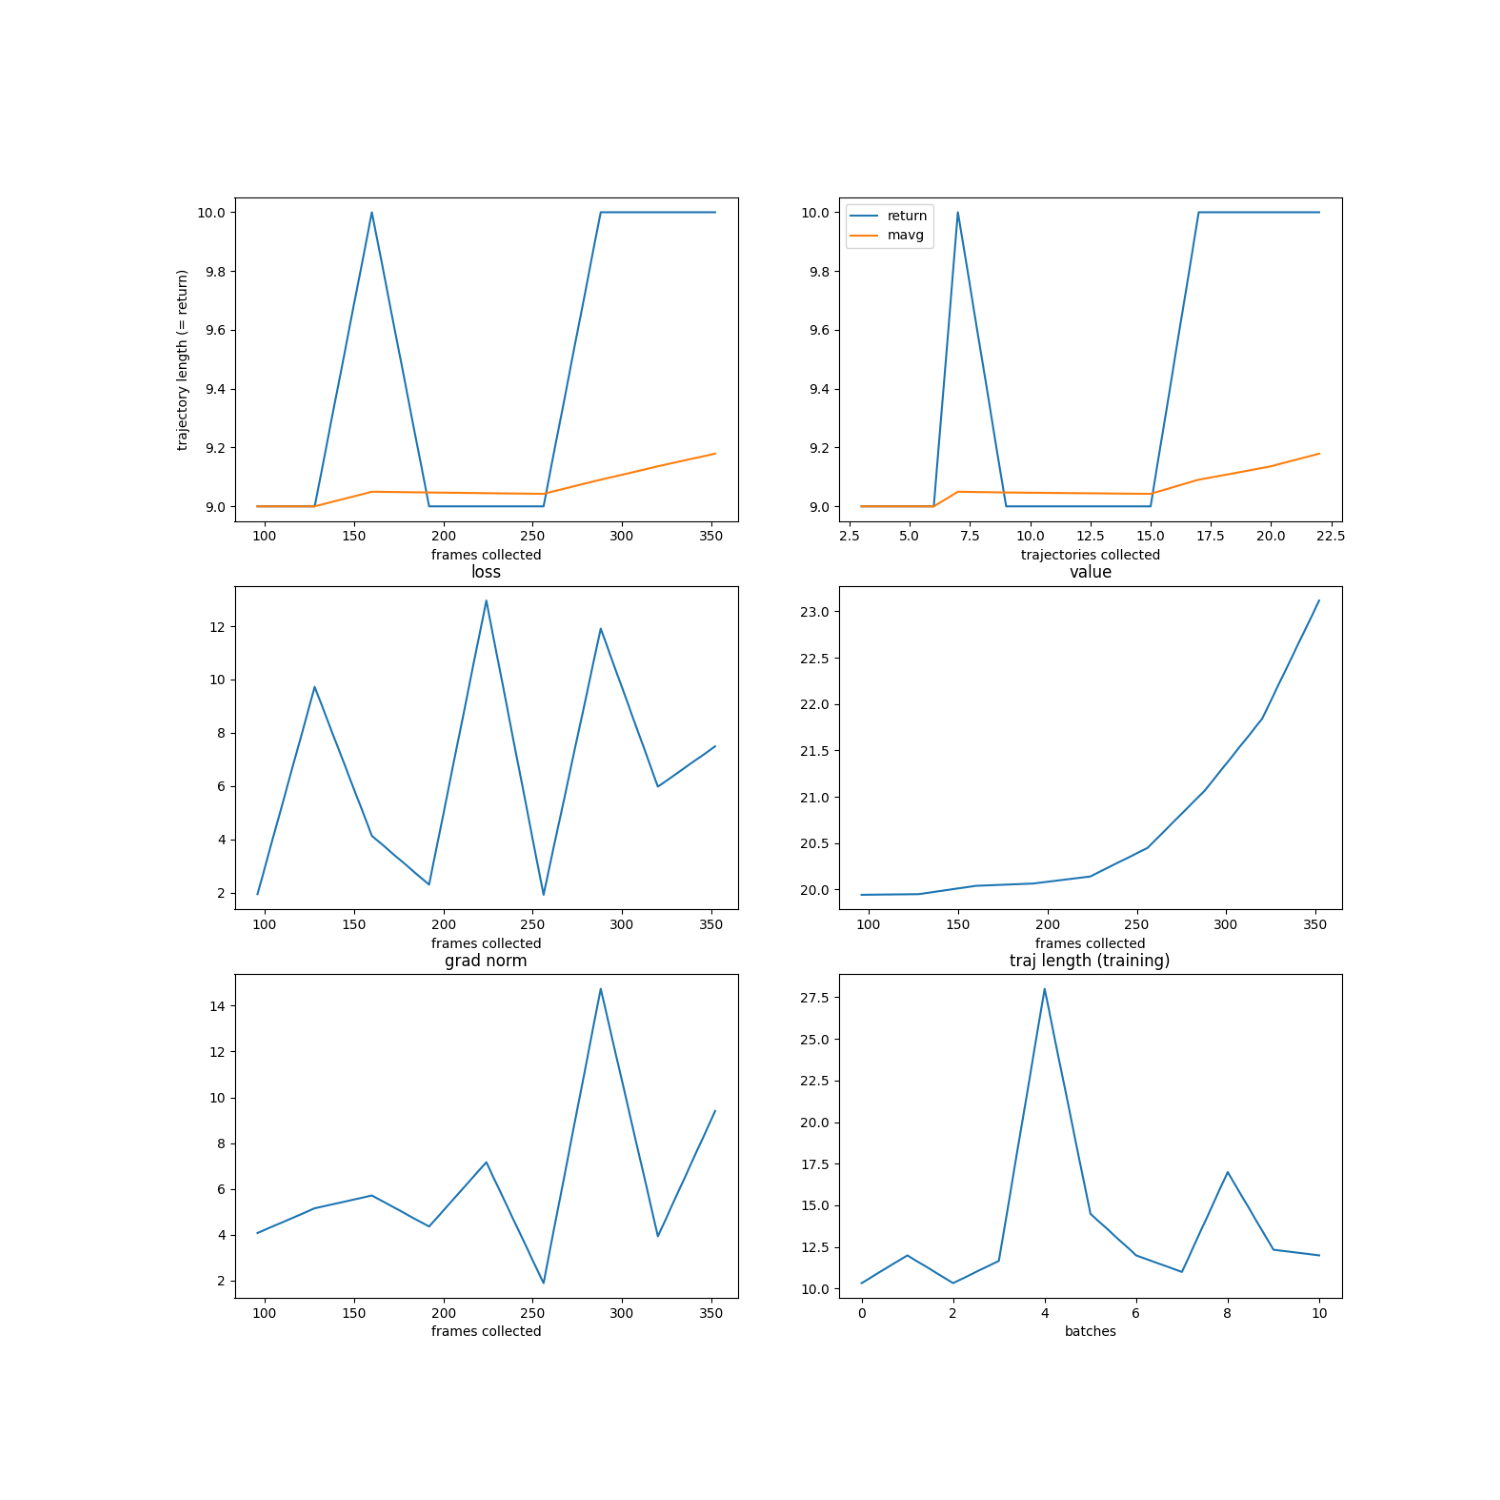 10.0
9.8
9.6
9.4
9.2
9.0
trajectory length (= return)
100 150 200 250 300 350
frames collected
return
mavg
10.0
9.8
9.6
9.4
9.2
9.0
2.5 5.0 7.5 10.0 12.5 15.0 17.5 20.0 22.5
trajectories collected
loss
12
10
8
6
4
2
100 150 200 250 300 350
frames collected
value
23.0
22.5
22.0
21.5
21.0
20.5
20.0
100 150 200 250 300 350
frames collected
grad norm
14
12
10
8
6
4
2
100 150 200 250 300 350
frames collected
traj length (training)
27.5
25.0
22.5
20.0
17.5
15.0
12.5
10.0
0 2 4 6 8 10
batches